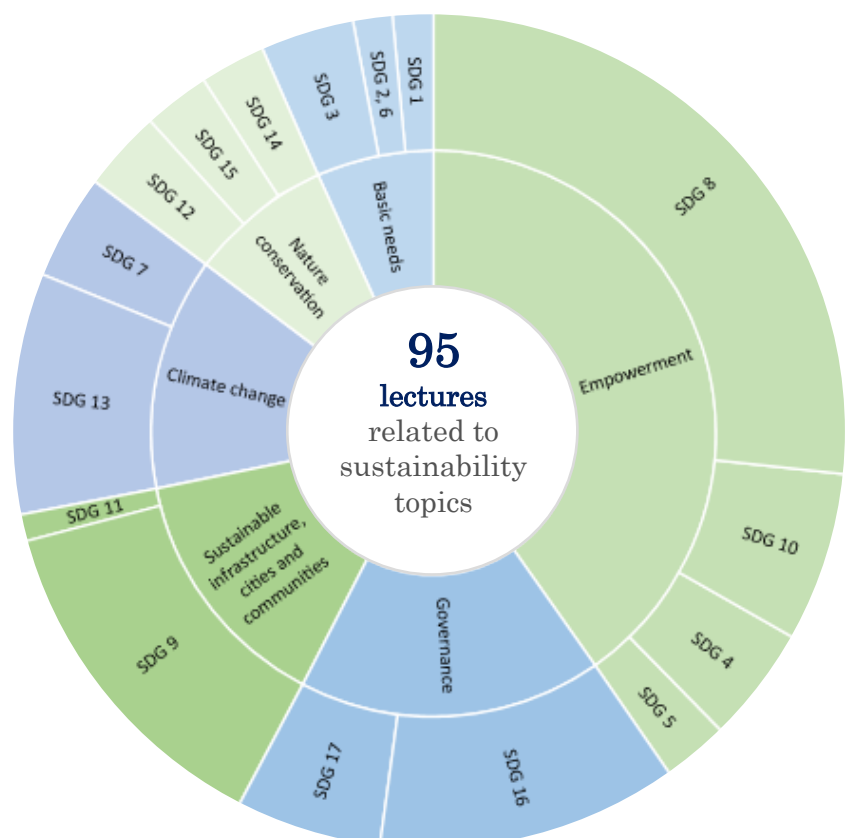 95
lectures
related to
sustainability
topics
Empowerment
SDG 8
SDG 10
SDG 4
SDG 5
Governance
SDG 16
SDG 17
Sustainable
infrastructure,
cities and
communities
SDG 9
SDG 11
Climate change
SDG 13
SDG 7
Nature
conservation
SDG 12
SDG 15
SDG 14
Basic needs
SDG 3
SDG 2, 6
SDG 1